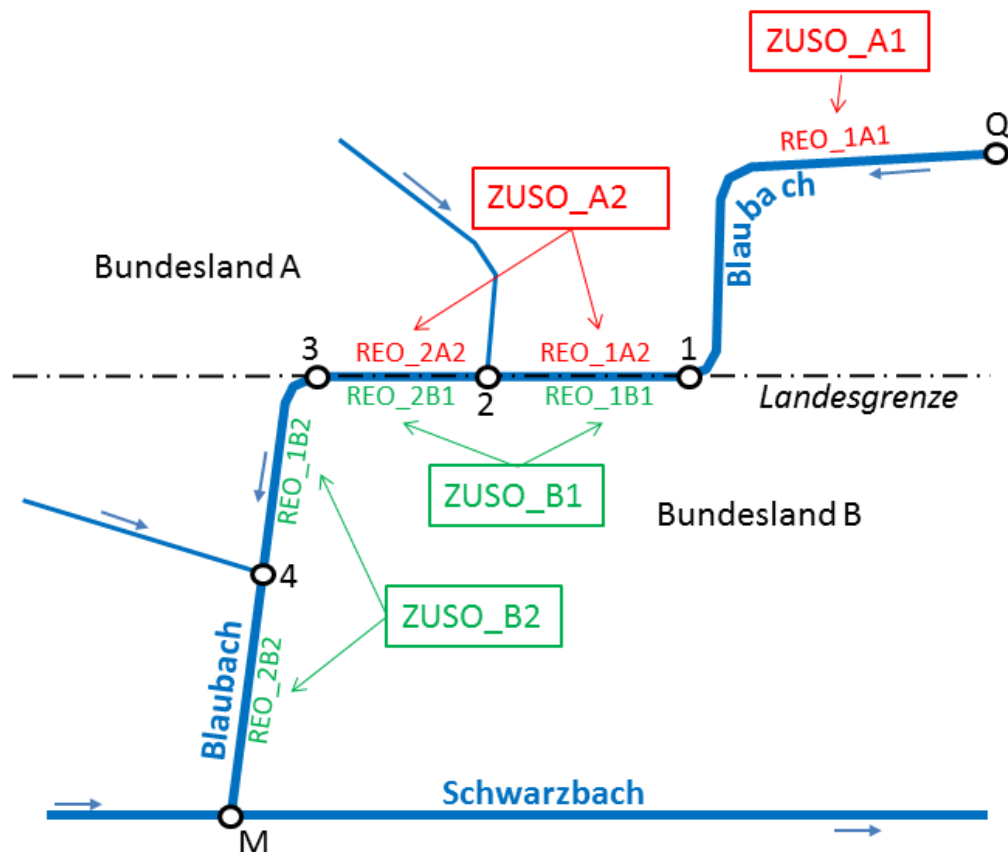 ZUSO_A1
Q
REO_1A1
Blaubach
ZUSO_A2
Bundesland A
3
REO_2A2
REO_1A2
1
REO_2B1
2
REO_1B1
Landesgrenze
REO_1B2
ZUSO_B1
Bundesland B
4
ZUSO_B2
Blaubach
REO_2B2
Schwarzbach
M